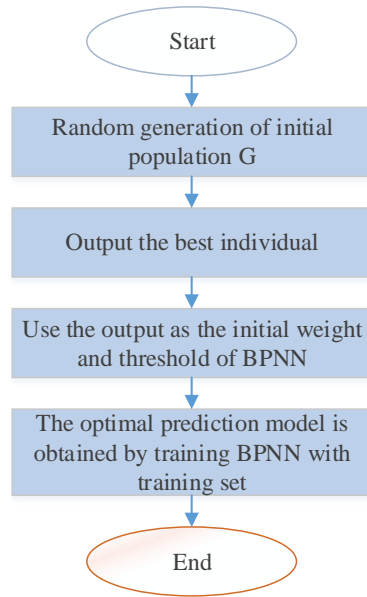 Start
Random generation of initial
population G
Output the best individual
Use the output as the initial weight
and threshold of BPNN
The optimal prediction model is
obtained by training BPNN with
training set
End